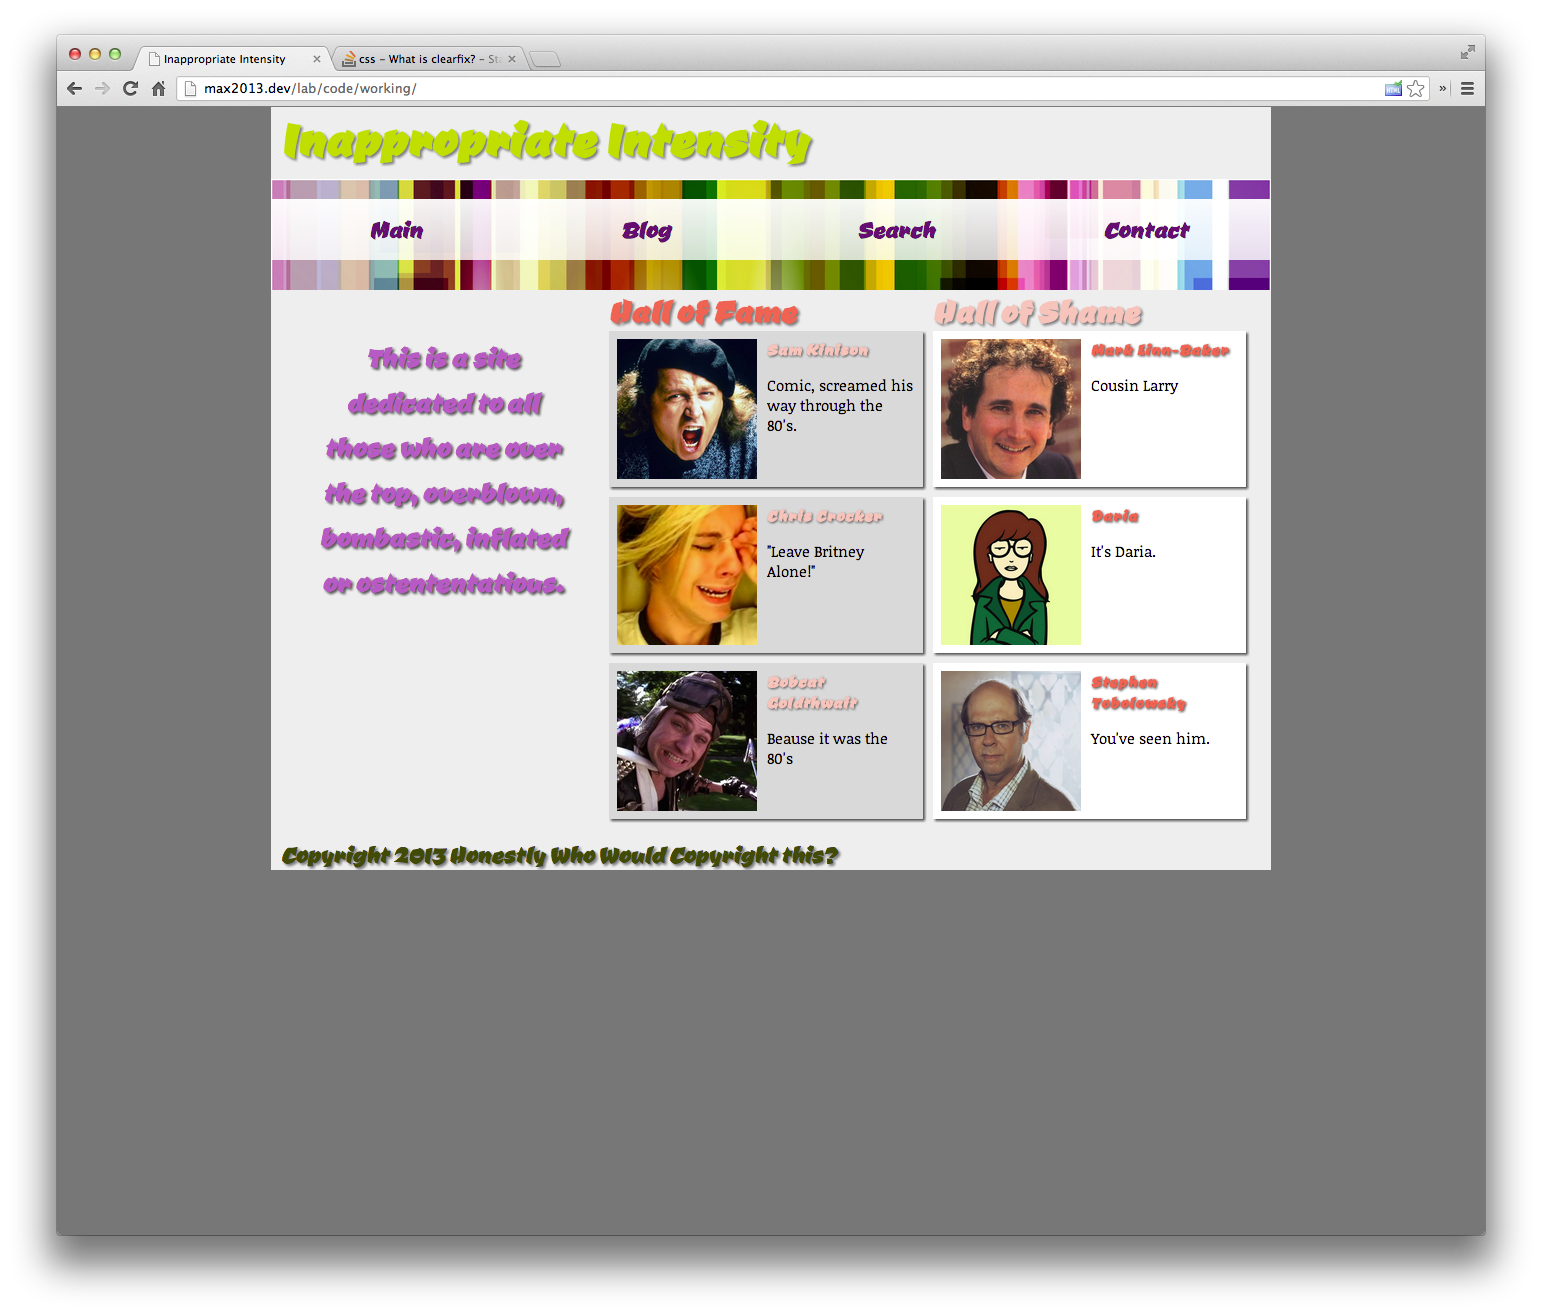 Inappropriate Intensity
css - What is clearfix? - St
max2013.dev/lab/code/working/
Inappropriate Intensity
Main
Blog
Search
Contact
This is a site
dedicated to all
those who are over
the top, overblown,
bombastic, inflated
or ostententatious.
Hall of Fame
Sam Kinison
Comic, screamed his
way through the
80's.
Chris Crocker
"Leave Britney
Alone!"
Bobcat
Goldthwait
Beause it was the
80's
Hall of Shame
Mark Linn-Baker
Cousin Larry
Daria
It's Daria.
Stephen
Tobolowsky
You've seen him.
Copyright 2013 Honestly Who Would Copyright this?